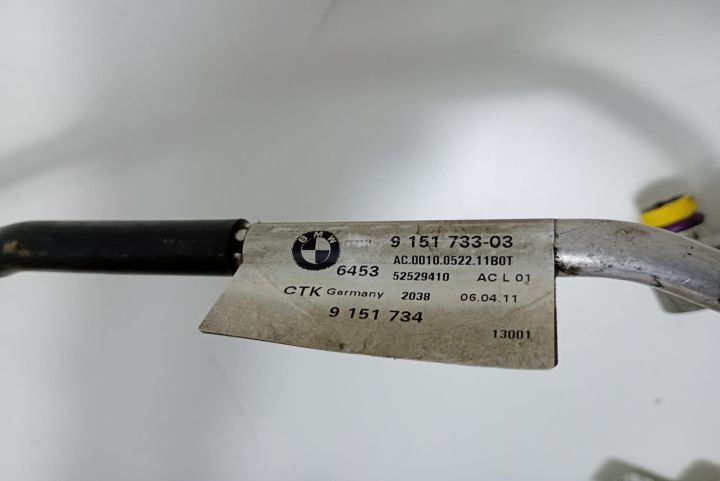 BMW
9 151 733-03
AC.0010.0522.11B0T
6453 52529410 AC L 01
CTK Germany 2038 06.04.11
9 151 734
13001